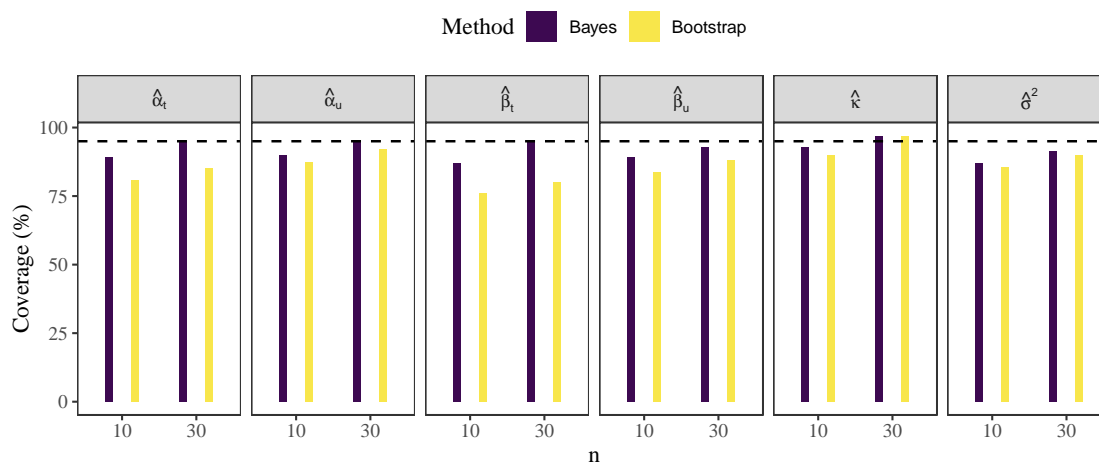 Method Bayes Bootstrap
α̂ₜ α̂ᵤ β̂ₜ β̂ᵤ κ̂ σ̂²
Coverage (%)
100
75
50
25
0
10 30 10 30 10 30 10 30 10 30 10 30
n